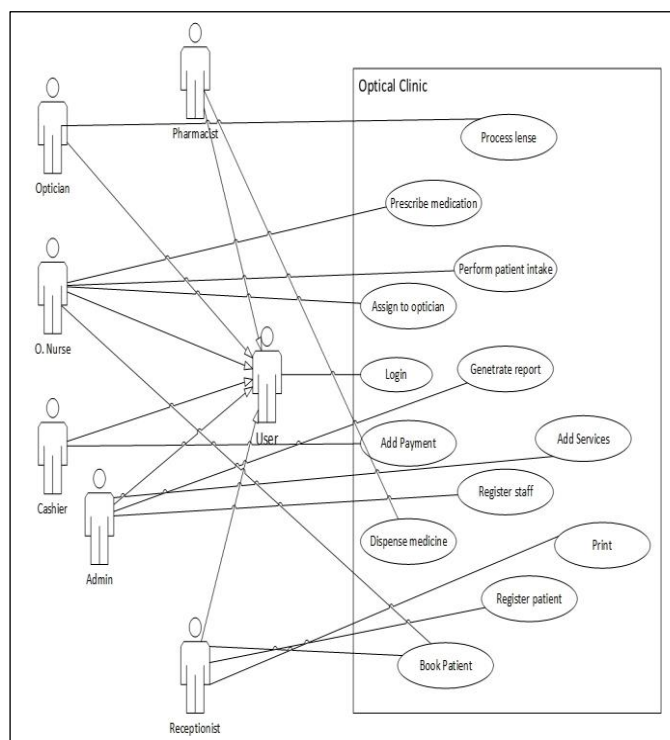 Optical Clinic
Pharmacist
Process lense
Optician
Prescribe medication
Perform patient intake
Assign to optician
O. Nurse
Login
Genetrate report
User
Add Payment
Add Services
Cashier
Register staff
Dispense medicine
Print
Admin
Register patient
Book Patient
Receptionist